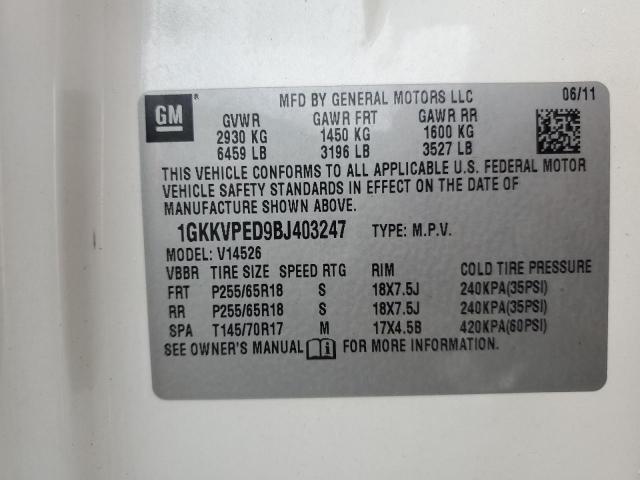 GM ® MFD BY GENERAL MOTORS LLC 06/11
GVWR GAWR FRT GAWR RR
2930 KG 1450 KG 1600 KG
6459 LB 3196 LB 3527 LB
THIS VEHICLE CONFORMS TO ALL APPLICABLE U.S. FEDERAL MOTOR
VEHICLE SAFETY STANDARDS IN EFFECT ON THE DATE OF
MANUFACTURE SHOWN ABOVE.
1GKKVPED9BJ403247 TYPE: M.P.V.
MODEL: V14526
VBBR TIRE SIZE SPEED RTG RIM COLD TIRE PRESSURE
FRT P255/65R18 S 18X7.5J 240KPA(35PSI)
RR P255/65R18 S 18X7.5J 240KPA(35PSI)
SPA T145/70R17 M 17X4.5B 420KPA(60PSI)
SEE OWNER'S MANUAL FOR MORE INFORMATION.